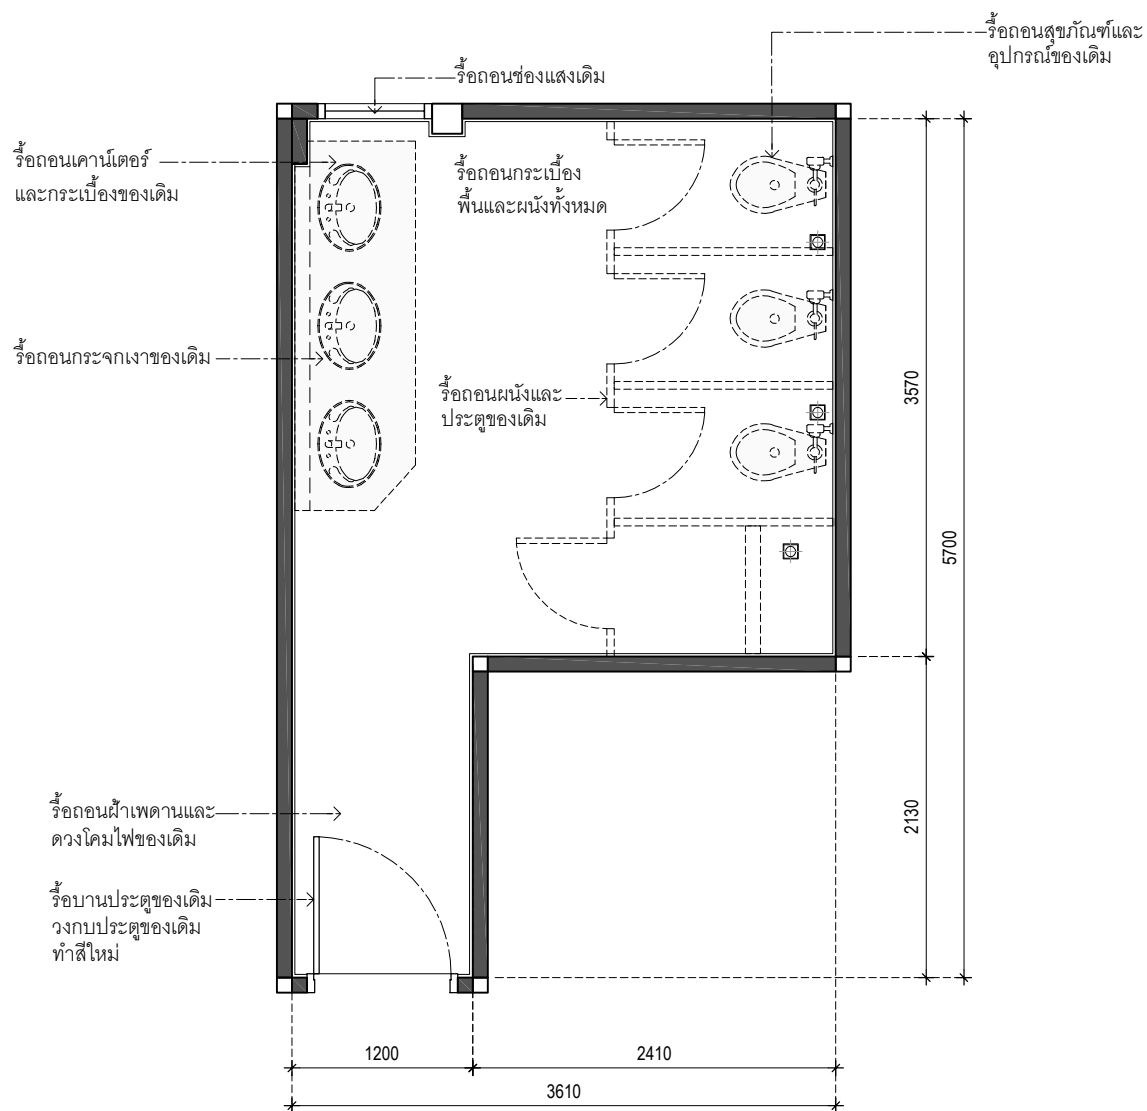 รื้อถอนสุขภัณฑ์และ
อุปกรณ์ของเดิม
รื้อถอนช่องแสงเดิม
รื้อถอนเคาน์เตอร์
และกระเบื้องของเดิม
รื้อถอนกระเบื้อง
พื้นและผนังทั้งหมด
รื้อถอนกระจกเงาของเดิม
รื้อถอนผนังและ
ประตูของเดิม
3570
5700
2130
รื้อถอนฝ้าเพดานและ
ดวงโคมไฟของเดิม
รื้อบานประตูของเดิม
วงกบประตูของเดิม
ทำสีใหม่
1200
2410
3610